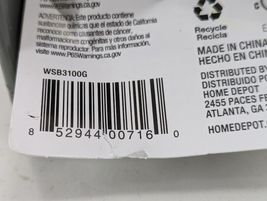 www.P65Warnings.ca.gov
ADVERTENCIA: Este producto contiene
sustancias químicas que el estado de California
reconoce como causantes de cáncer,
malformaciones congénitas y otros daños al
sistema reproductor. Para más información, visite
www.P65Warnings.ca.gov
WSB3100G
8 52944 00716 0
Recycle
Recicla
MADE IN CHINA
HECHO EN CHIN
DISTRIBUTED B
DISTRIBUIDO PO
HOME DEPOT
2455 PACES F
ATLANTA, GA
HOMEDEPOT.